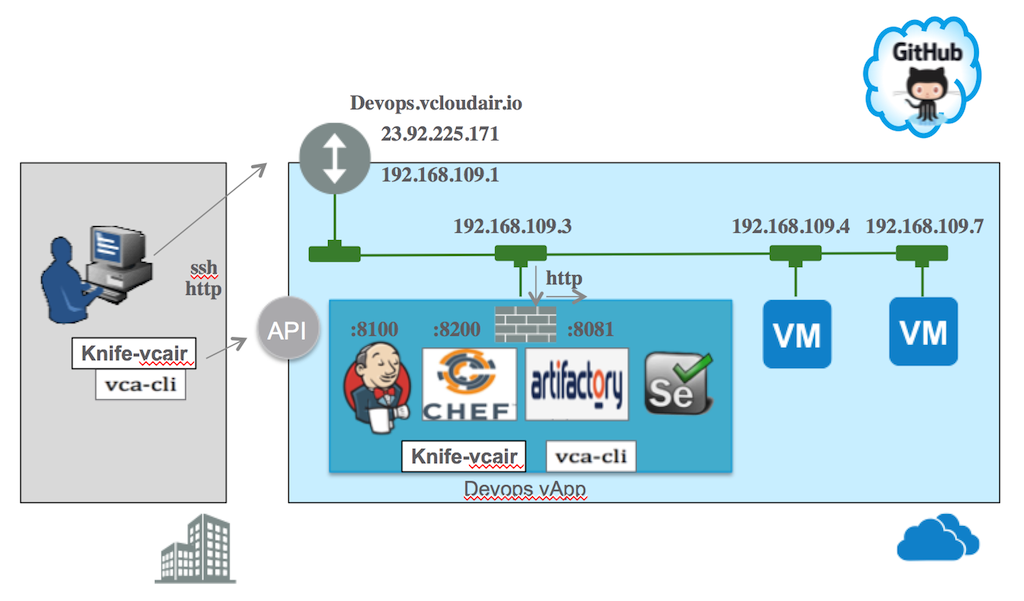 GitHub
Devops.vcloudair.io
23.92.225.171
192.168.109.1
192.168.109.3
192.168.109.4
192.168.109.7
ssh
http
http
API
:8100
:8200
:8081
Knife-vcair
vca-cli
CHEF
artifactory
Se
VM
VM
Knife-vcair
vca-cli
Devops vApp